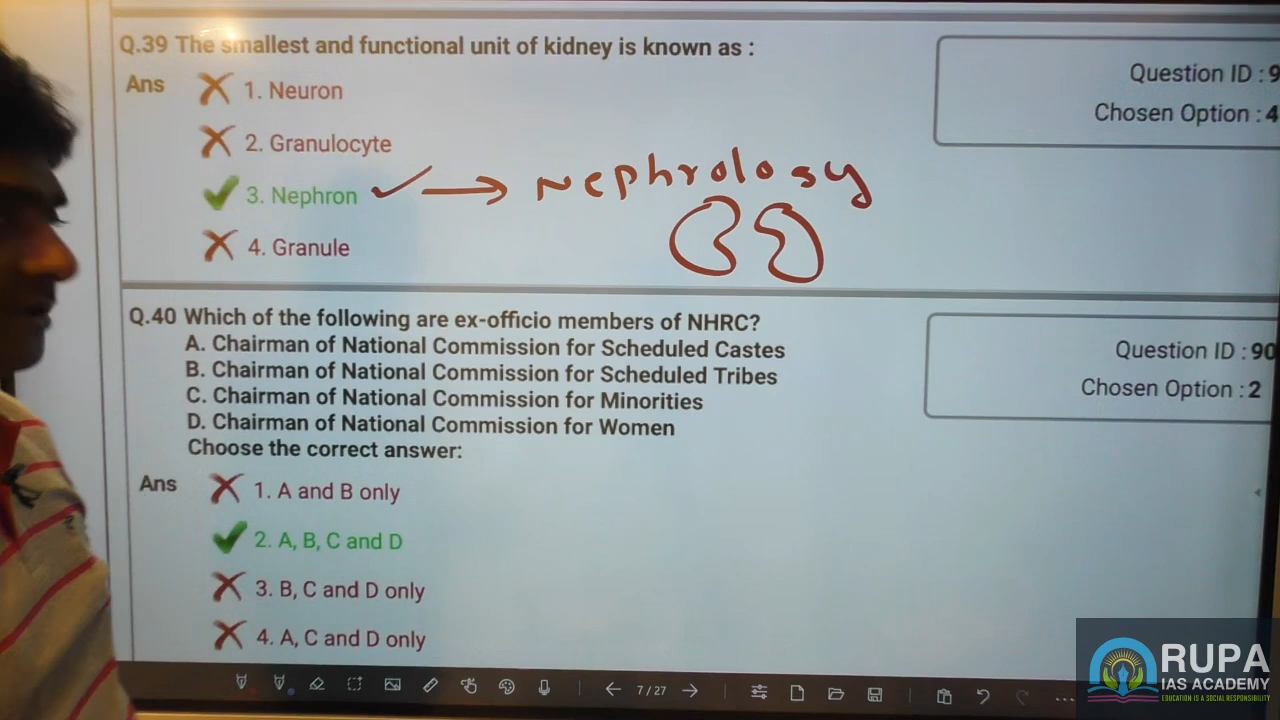 Q.39 The smallest and functional unit of kidney is known as :
Ans 1. Neuron
2. Granulocyte
3. Nephron
4. Granule
Nephrology
Question ID : 9
Chosen Option : 4
Q.40 Which of the following are ex-officio members of NHRC?
A. Chairman of National Commission for Scheduled Castes
B. Chairman of National Commission for Scheduled Tribes
C. Chairman of National Commission for Minorities
D. Chairman of National Commission for Women
Choose the correct answer:
Question ID : 90
Chosen Option : 2
Ans 1. A and B only
2. A, B, C and D
3. B, C and D only
4. A, C and D only
7 / 27
RUPA
IAS ACADEMY
EDUCATION IS A SOCIAL RESPONSIBILITY